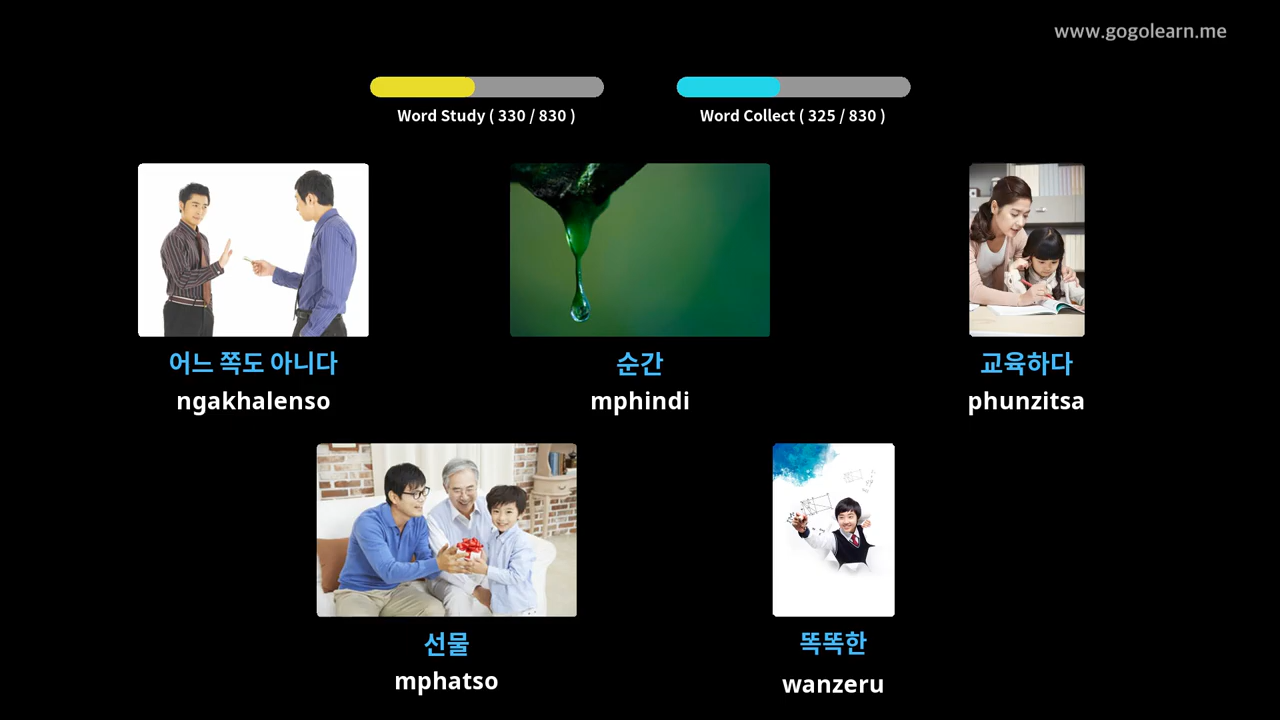 www.gogolearn.me
Word Study ( 330 / 830 )
Word Collect ( 325 / 830 )
어느 쪽도 아니다
ngakhalenso
순간
mphindi
교육하다
phunzitsa
선물
mphatso
똑똑한
wanzeru